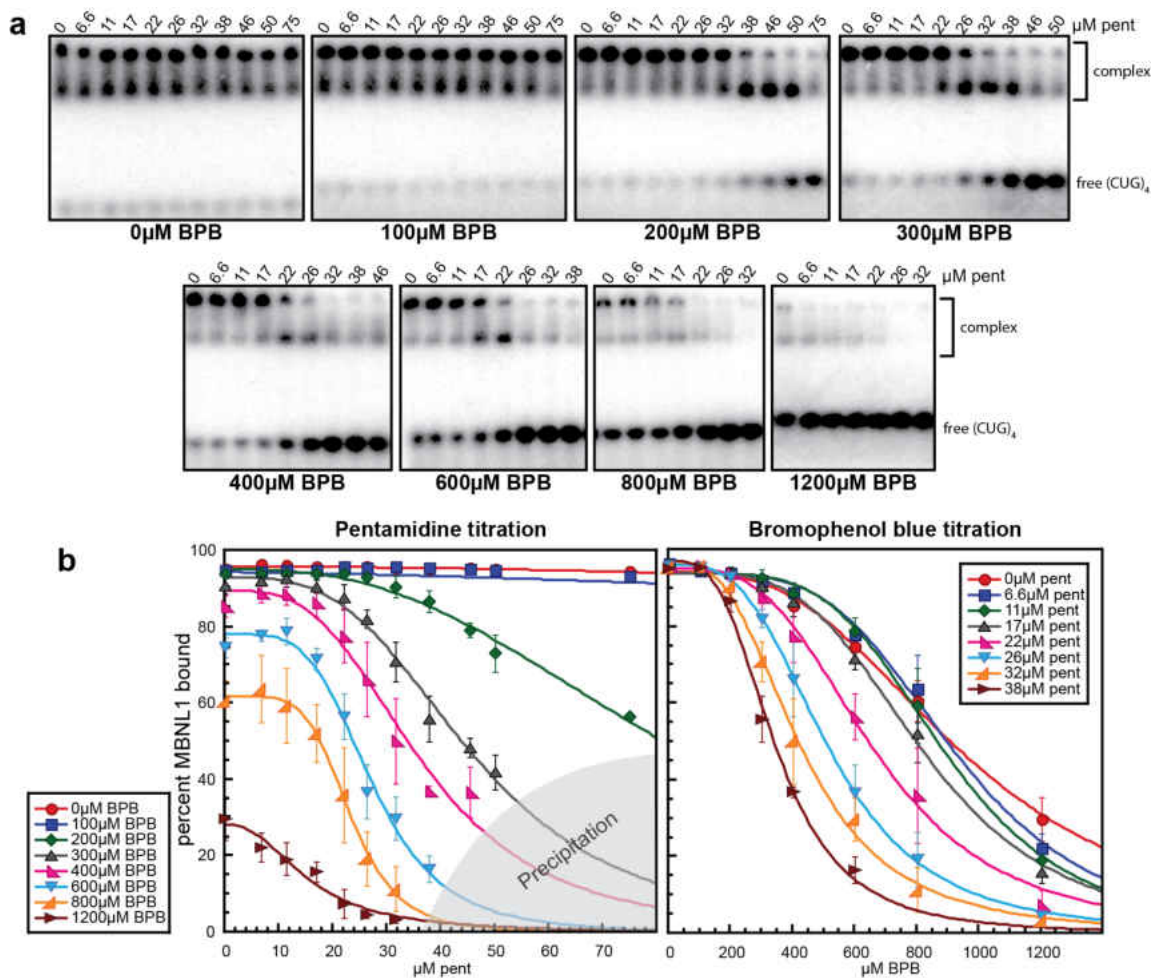 a
0 6.6 11 17 22 26 32 38 46 50 75
0 6.6 11 17 22 26 32 38 46 50 75
0 6.6 11 17 22 26 32 38 46 50 75
0 6.6 11 17 22 26 32 38 46 50
µM pent
complex
free (CUG)4
0µM BPB
100µM BPB
200µM BPB
300µM BPB
0 6.6 11 17 22 26 32 38 46
0 6.6 11 17 22 26 32 38
0 6.6 11 17 22 26 32
0 6.6 11 17 22 26 32
µM pent
complex
free (CUG)4
400µM BPB
600µM BPB
800µM BPB
1200µM BPB
b
Pentamidine titration
percent MBNL1 bound
100
80
60
40
20
0
0 10 20 30 40 50 60 70
µM pent
Precipitation
0µM BPB
100µM BPB
200µM BPB
300µM BPB
400µM BPB
600µM BPB
800µM BPB
1200µM BPB
Bromophenol blue titration
0µM pent
6.6µM pent
11µM pent
17µM pent
22µM pent
26µM pent
32µM pent
38µM pent
0 200 400 600 800 1000 1200
µM BPB